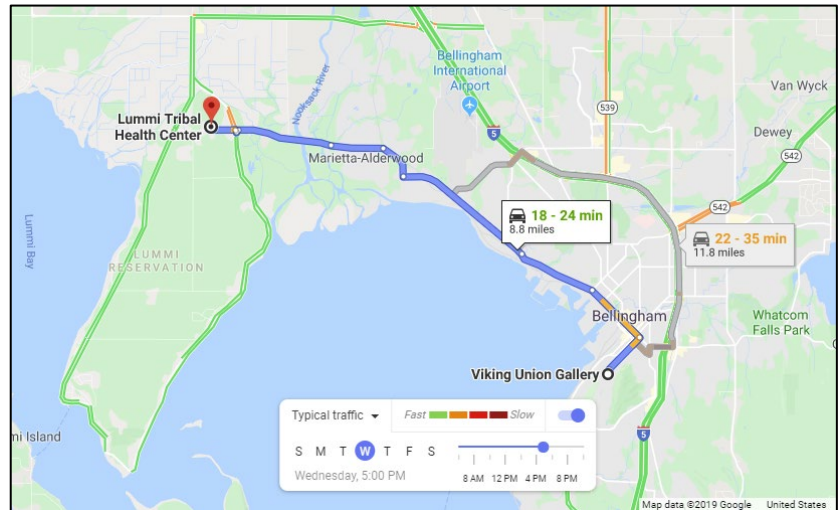 Bellingham
International
Airport
5
539
Van Wyck
Dewey
542
542
Lummi Tribal
Health Center
Nooksack River
Marietta-Alderwood
18 - 24 min
8.8 miles
22 - 35 min
11.8 miles
Lummi Bay
LUMMI
RESERVATION
Bellingham
Whatcom
Falls Park
Viking Union Gallery
mi Island
Typical traffic
Fast
Slow
S M T W T F S
Wednesday, 5:00 PM
8 AM 12 PM 4 PM 8 PM
5
Map data ©2019 Google United States